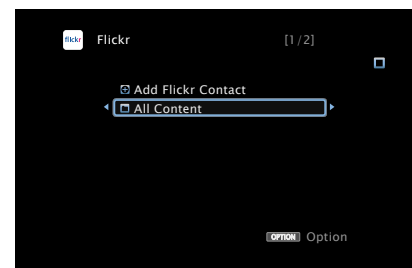 flickr Flickr [1/2]
Add Flickr Contact
All Content
OPTION Option